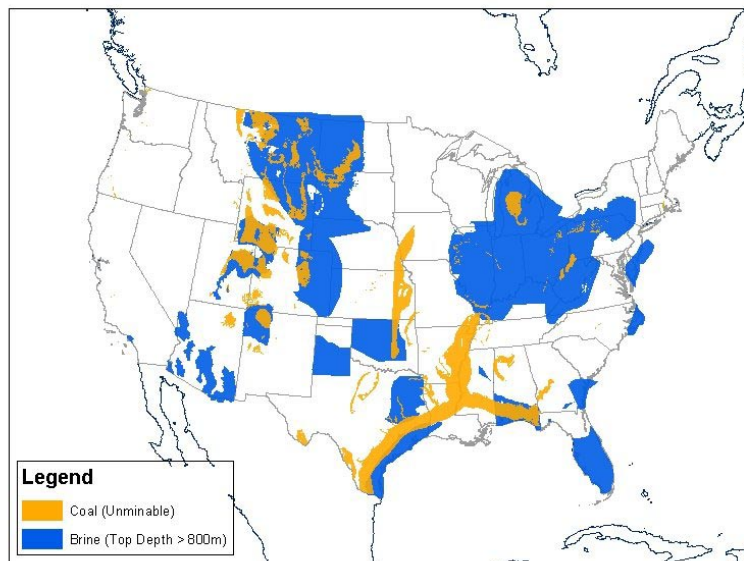 Legend
Coal (Unminable)
Brine (Top Depth > 800m)